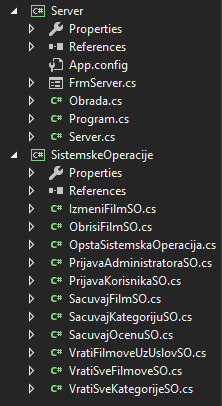 Server
Properties
References
App.config
FrmServer.cs
Obrada.cs
Program.cs
Server.cs
SistemskeOperacije
Properties
References
IzmeniFilmSO.cs
ObrisiFilmSO.cs
OpstaSistemskaOperacija.cs
PrijavaAdministratoraSO.cs
PrijavaKorisnikaSO.cs
SacuvajFilmSO.cs
SacuvajKategorijuSO.cs
SacuvajOcenuSO.cs
VratiFilmoveUzUslovSO.cs
VratiSveFilmoveSO.cs
VratiSveKategorijeSO.cs